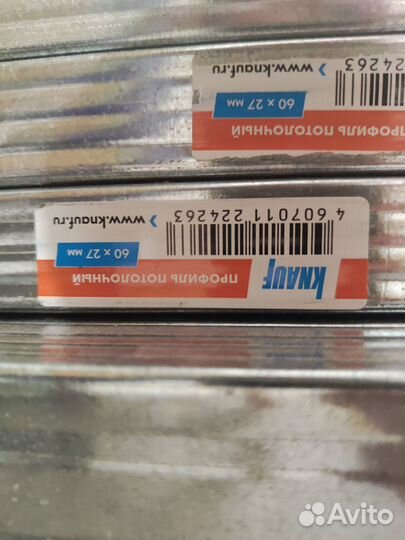 www.knauf.ru
224263
60 x 27 мм
ПРОФИЛЬ ПОТОЛОЧНЫЙ
KNAUF
ПРОФИЛЬ ПОТОЛОЧНЫЙ
60 x 27 мм
4 607011 224263
www.knauf.ru
Avito